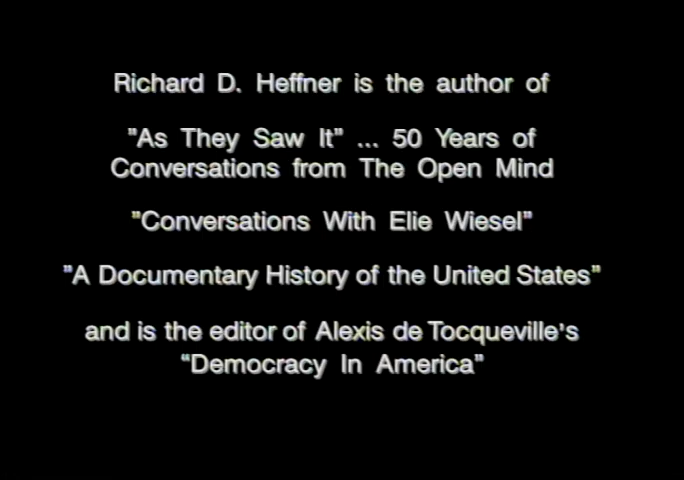 Richard D. Heffner is the author of
"As They Saw It" ... 50 Years of
Conversations from The Open Mind
"Conversations With Elie Wiesel"
"A Documentary History of the United States"
and is the editor of Alexis de Tocqueville's
“Democracy In America”